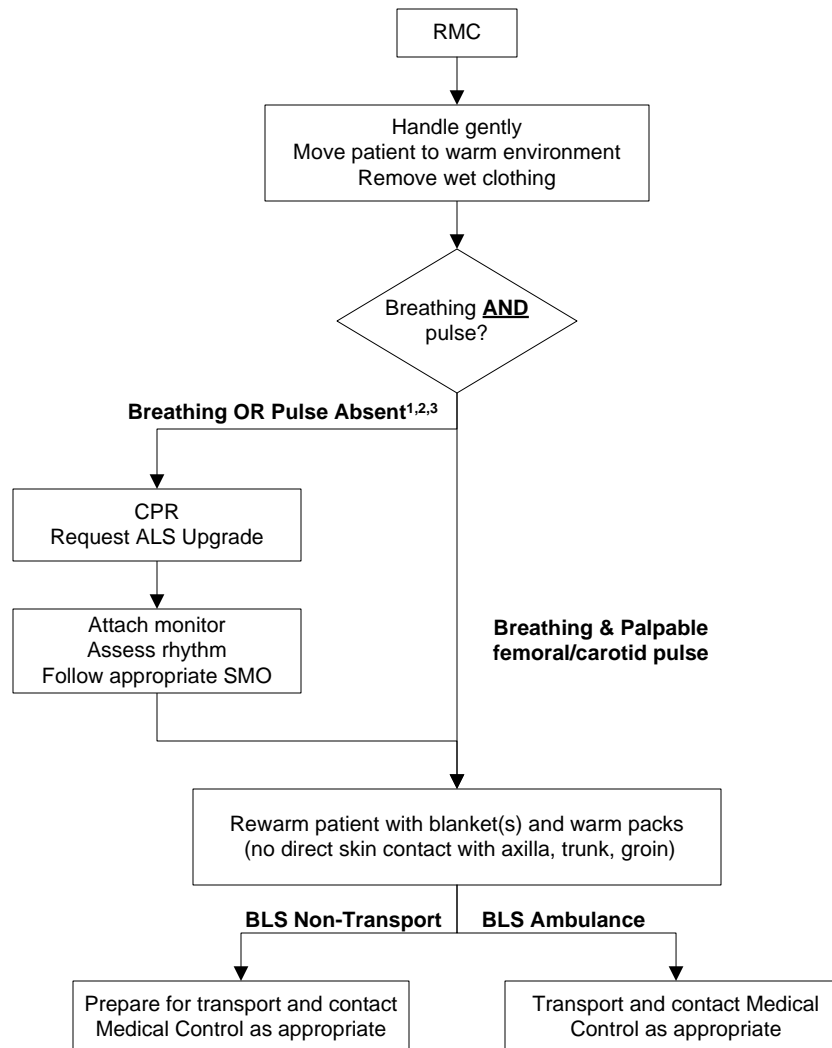 RMC
Handle gently
Move patient to warm environment
Remove wet clothing
Breathing AND
pulse?
Breathing OR Pulse Absent1,2,3
CPR
Request ALS Upgrade
Attach monitor
Assess rhythm
Follow appropriate SMO
Breathing & Palpable
femoral/carotid pulse
Rewarm patient with blanket(s) and warm packs
(no direct skin contact with axilla, trunk, groin)
BLS Non-Transport
BLS Ambulance
Prepare for transport and contact
Medical Control as appropriate
Transport and contact Medical
Control as appropriate